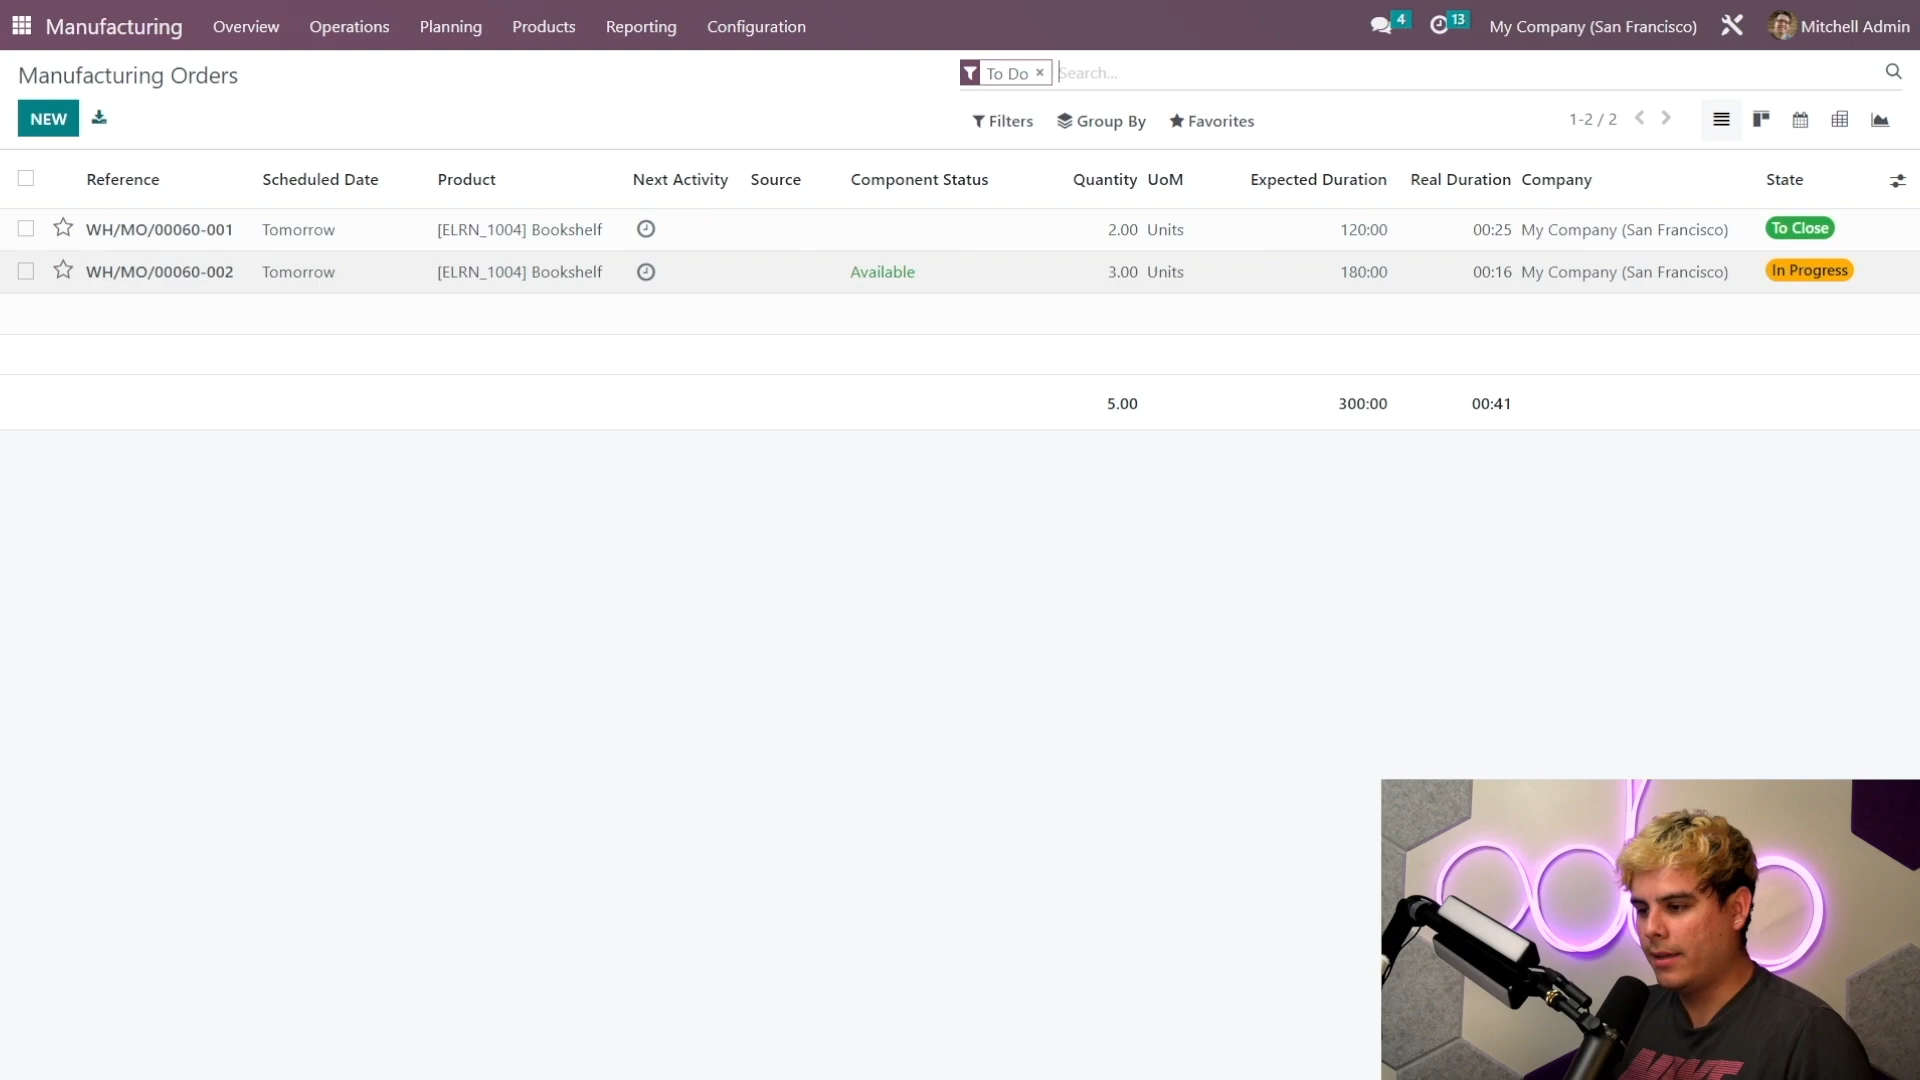 Manufacturing Overview Operations Planning Products Reporting Configuration 4 13 My Company (San Francisco) Mitchell Admin
Manufacturing Orders To Do × Search...
NEW Filters Group By Favorites 1-2 / 2
Reference Scheduled Date Product Next Activity Source Component Status Quantity UoM Expected Duration Real Duration Company State
WH/MO/00060-001 Tomorrow [ELRN_1004] Bookshelf 2.00 Units 120:00 00:25 My Company (San Francisco) To Close
WH/MO/00060-002 Tomorrow [ELRN_1004] Bookshelf Available 3.00 Units 180:00 00:16 My Company (San Francisco) In Progress
5.00 300:00 00:41
odo